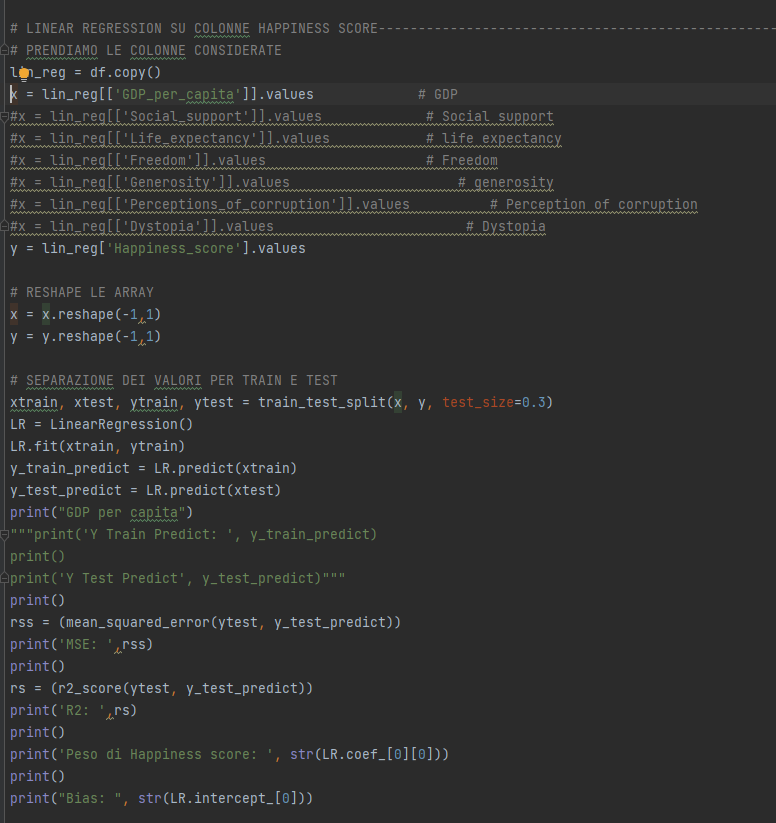 # LINEAR REGRESSION SU COLONNE HAPPINESS SCORE--------------------------------------------------
# PRENDIAMO LE COLONNE CONSIDERATE
lin_reg = df.copy()
x = lin_reg[['GDP_per_capita']].values             # GDP
#x = lin_reg[['Social_support']].values             # Social support
#x = lin_reg[['Life_expectancy']].values            # life expectancy
#x = lin_reg[['Freedom']].values                    # Freedom
#x = lin_reg[['Generosity']].values                     # generosity
#x = lin_reg[['Perceptions_of_corruption']].values          # Perception of corruption
#x = lin_reg[['Dystopia']].values                        # Dystopia
y = lin_reg['Happiness_score'].values
# RESHAPE LE ARRAY
x = x.reshape(-1,1)
y = y.reshape(-1,1)
# SEPARAZIONE DEI VALORI PER TRAIN E TEST
xtrain, xtest, ytrain, ytest = train_test_split(x, y, test_size=0.3)
LR = LinearRegression()
LR.fit(xtrain, ytrain)
y_train_predict = LR.predict(xtrain)
y_test_predict = LR.predict(xtest)
print("GDP per capita")
"""print('Y Train Predict: ', y_train_predict)
print()
print('Y Test Predict', y_test_predict)"""
print()
rss = (mean_squared_error(ytest, y_test_predict))
print('MSE: ',rss)
print()
rs = (r2_score(ytest, y_test_predict))
print('R2: ',rs)
print()
print('Peso di Happiness score: ', str(LR.coef_[0][0]))
print()
print("Bias: ", str(LR.intercept_[0]))